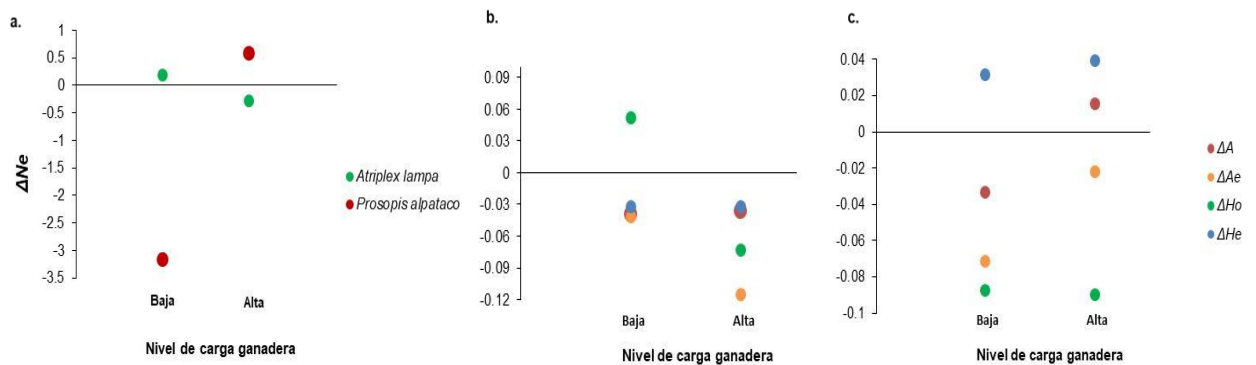 a.
ΔNe
1
0.5
0
-0.5
-1
-1.5
-2
-2.5
-3
-3.5
Baja Alta
Nivel de carga ganadera
Atriplex lampa
Prosopis alpataco
b.
0.09
0.06
0.03
0
-0.03
-0.06
-0.09
-0.12
Baja Alta
Nivel de carga ganadera
c.
0.04
0.02
0
-0.02
-0.04
-0.06
-0.08
-0.1
Baja Alta
Nivel de carga ganadera
ΔA
ΔAe
ΔHo
ΔHe